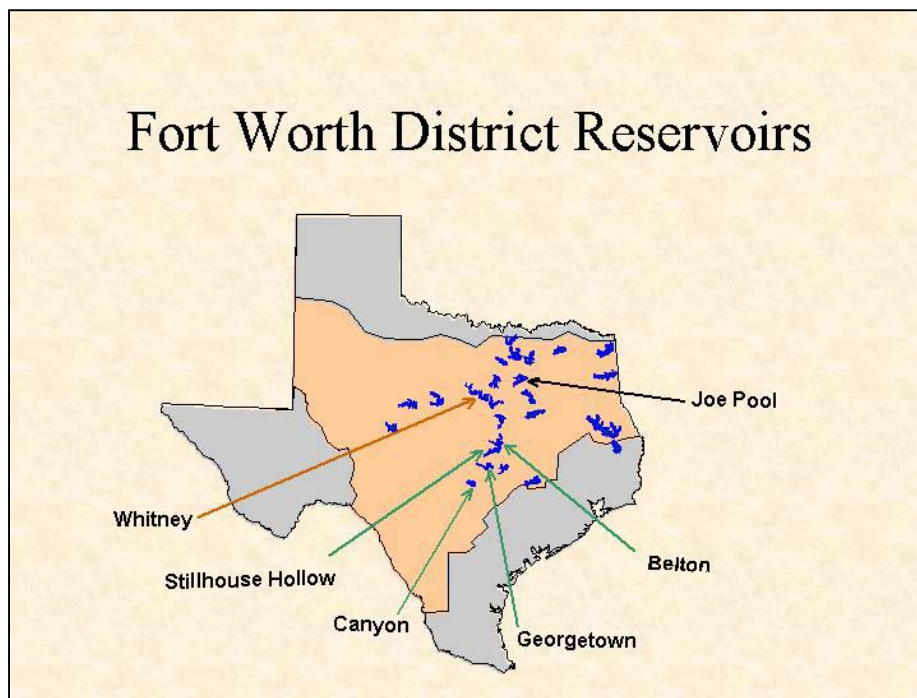 Fort Worth District Reservoirs
Joe Pool
Whitney
Stillhouse Hollow
Belton
Canyon
Georgetown